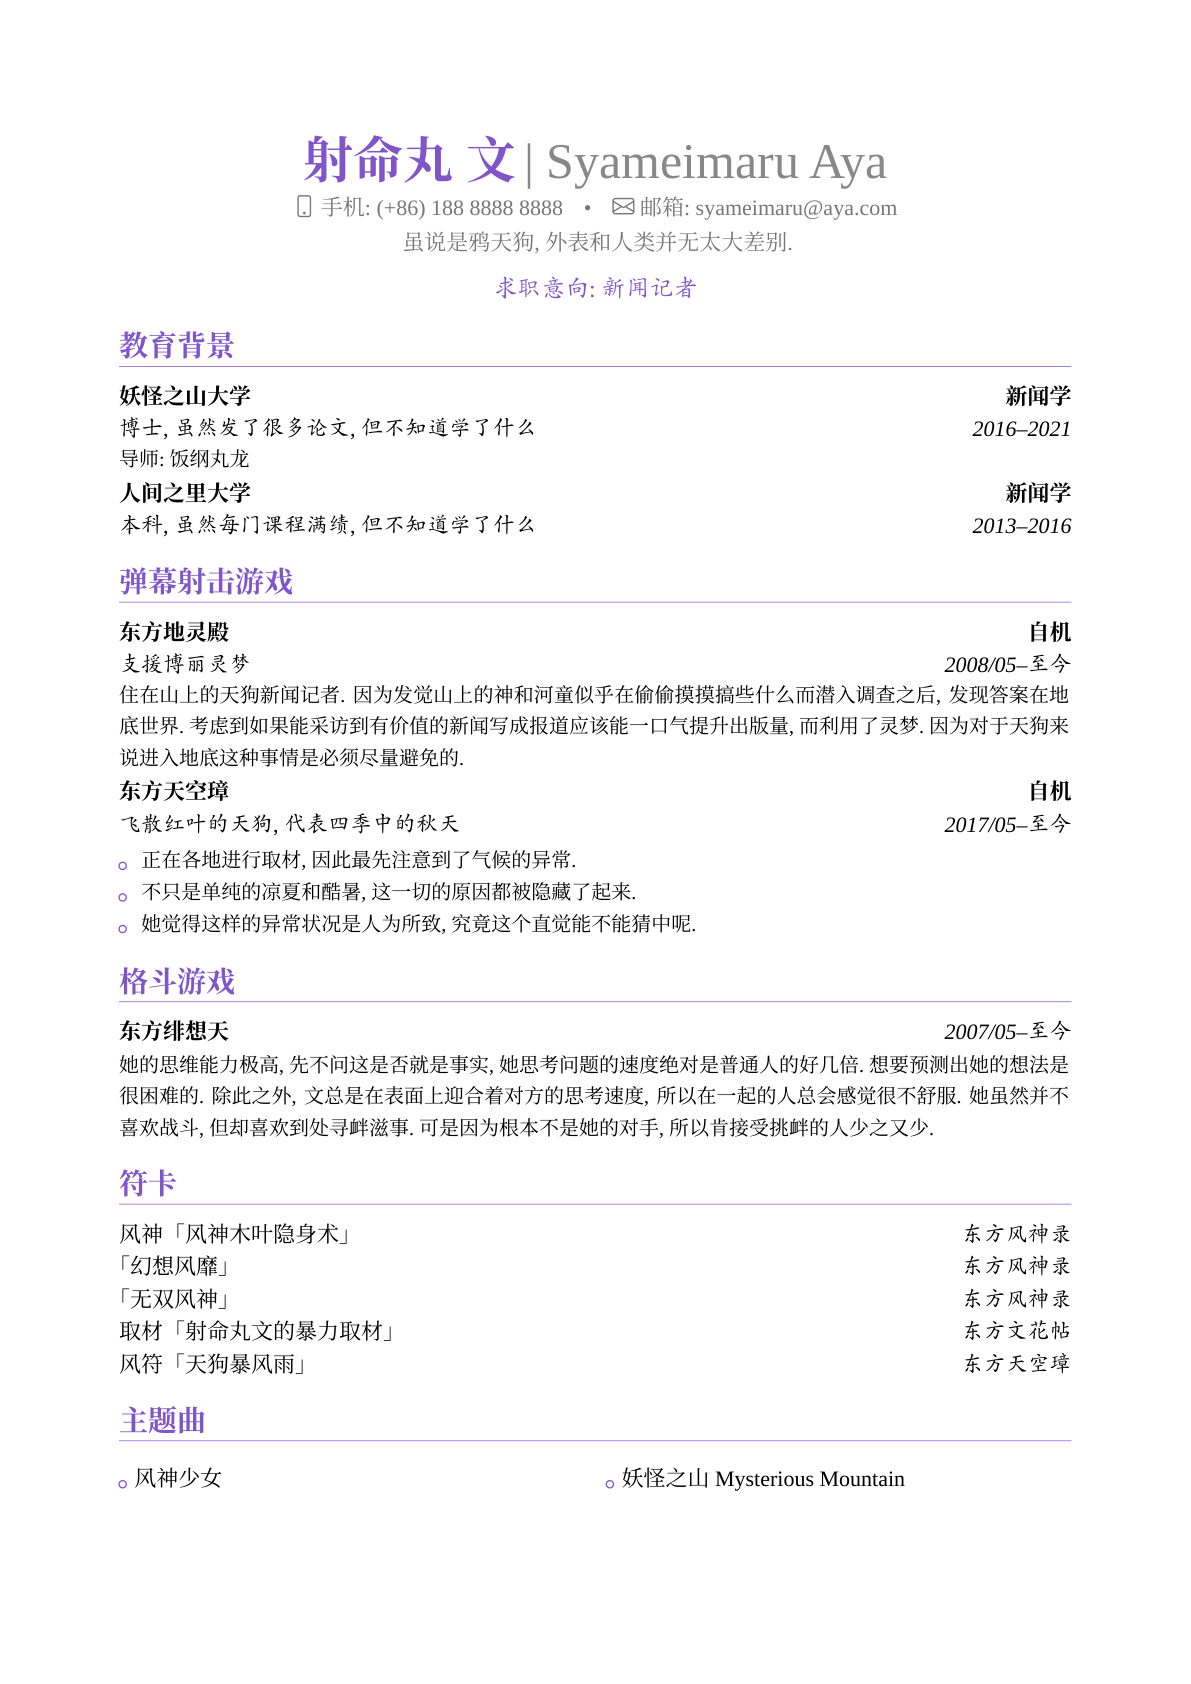 射命丸 文 | Syameimaru Aya
手机: (+86) 188 8888 8888 • 邮箱: syameimaru@aya.com
虽说是鸦天狗, 外表和人类并无太大差别.
求职意向: 新闻记者
教育背景
妖怪之山大学 新闻学
博士, 虽然发了很多论文, 但不知道学了什么 2016–2021
导师: 饭纲丸龙
人间之里大学 新闻学
本科, 虽然每门课程满绩, 但不知道学了什么 2013–2016
弹幕射击游戏
东方地灵殿 自机
支援博丽灵梦 2008/05–至今
住在山上的天狗新闻记者. 因为发觉山上的神和河童似乎在偷偷摸摸搞些什么而潜入调查之后, 发现答案在地
底世界. 考虑到如果能采访到有价值的新闻写成报道应该能一口气提升出版量, 而利用了灵梦. 因为对于天狗来
说进入地底这种事情是必须尽量避免的.
东方天空璋 自机
飞散红叶的天狗, 代表四季中的秋天 2017/05–至今
正在各地进行取材, 因此最先注意到了气候的异常.
不只是单纯的凉夏和酷暑, 这一切的原因都被隐藏了起来.
她觉得这样的异常状况是人为所致, 究竟这个直觉能不能猜中呢.
格斗游戏
东方绯想天 2007/05–至今
她的思维能力极高, 先不问这是否就是事实, 她思考问题的速度绝对是普通人的好几倍. 想要预测出她的想法是
很困难的. 除此之外, 文总是在表面上迎合着对方的思考速度, 所以在一起的人总会感觉很不舒服. 她虽然并不
喜欢战斗, 但却喜欢到处寻衅滋事. 可是因为根本不是她的对手, 所以肯接受挑衅的人少之又少.
符卡
风神「风神木叶隐身术」 东方风神录
「幻想风靡」 东方风神录
「无双风神」 东方风神录
取材「射命丸文的暴力取材」 东方文花帖
风符「天狗暴风雨」 东方天空璋
主题曲
风神少女 妖怪之山 Mysterious Mountain